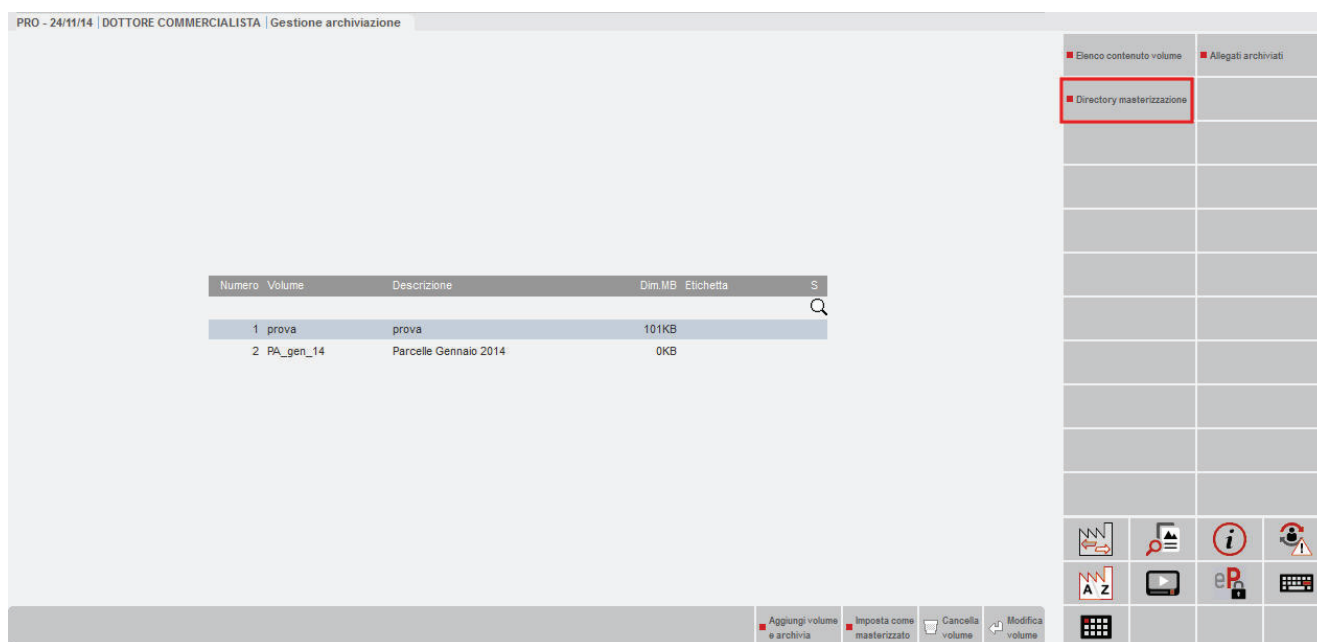 PRO - 24/11/14 | DOTTORE COMMERCIALISTA | Gestione archiviazione
Elenco contenuto volume
Allegati archiviati
Directory masterizzazione
Numero Volume Descrizione Dim.MB Etichetta S
1 prova prova 101KB
2 PA_gen_14 Parcelle Gennaio 2014 0KB
i
A Z
eP
Aggiungi volume
e archivia
Imposta come
masterizzato
Cancella
volume
Modifica
volume